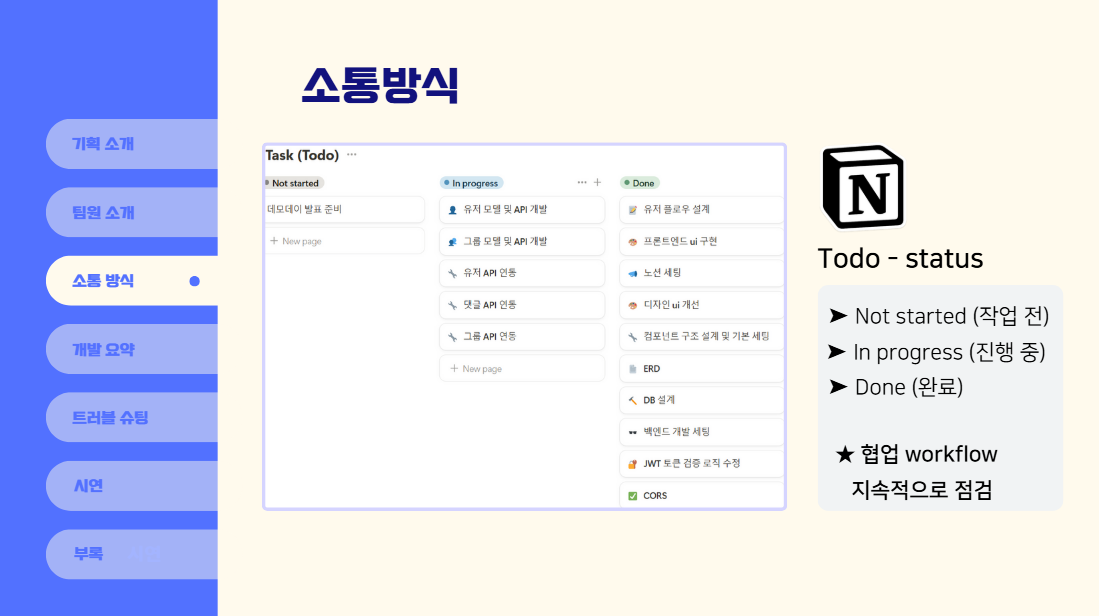 소통방식
기획 소개
팀원 소개
소통 방식
개발 요약
트러블 슈팅
시연
부록
Task (Todo) ···
Not started
데모데이 발표 준비
+ New page
In progress ··· +
유저 모델 및 API 개발
그룹 모델 및 API 개발
유저 API 연동
댓글 API 연동
그룹 API 연동
+ New page
Done
유저 플로우 설계
프론트엔드 ui 구현
노션 세팅
디자인 ui 개선
컴포넌트 구조 설계 및 기본 세팅
ERD
DB 설계
백엔드 개발 세팅
JWT 토큰 검증 로직 수정
CORS
N
Todo - status
➤ Not started (작업 전)
➤ In progress (진행 중)
➤ Done (완료)
★ 협업 workflow
지속적으로 점검